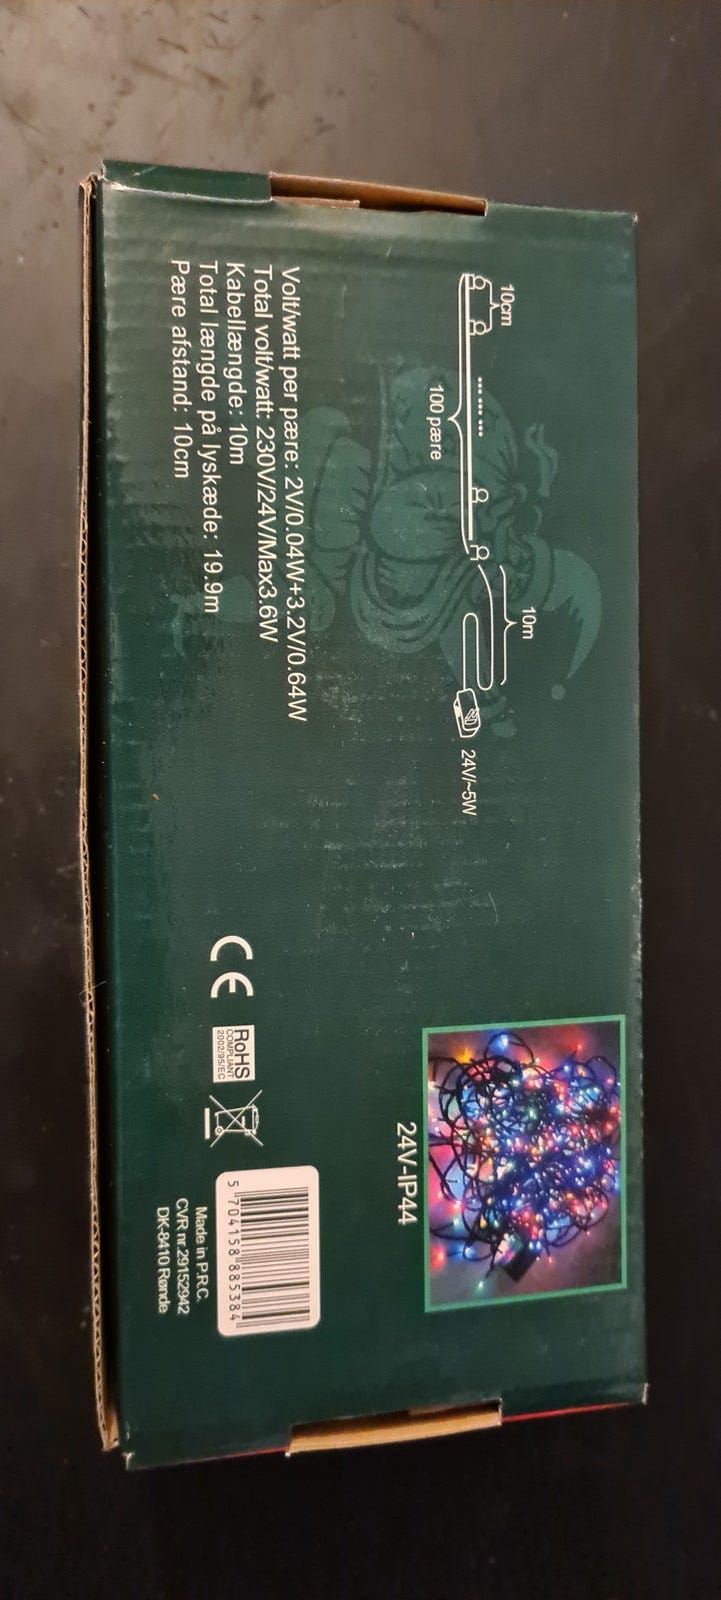 10cm
100 pære
10m
24V/~5W
Volt/watt per pære: 2V/0.04W+3.2V/0.64W
Total volt/watt: 230V/24V/Max3.6W
Kabellængde: 10m
Total længde på lyskæde: 19.9m
Pære afstand: 10cm
24V-IP44
CE
RoHS
COMPLIANT
2002/95/EC
5 704158 885384
Made in P.R.C.
CVR nr.29152942
DK-8410 Rønde